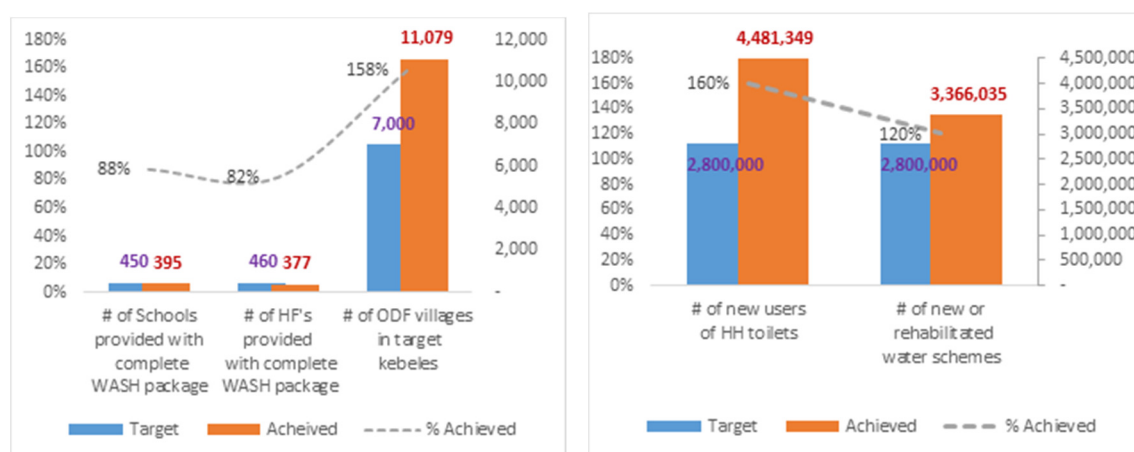 180%
160%
140%
120%
100%
80%
60%
40%
20%
0%
88%
82%
158%
450 395
460 377
7,000
11,079
12,000
10,000
8,000
6,000
4,000
2,000
-
# of Schools
provided with
complete
WASH package
# of HF's
provided
with complete
WASH package
# of ODF villages
in target
kebeles
Target Acheived % Achieved
180%
160%
140%
120%
100%
80%
60%
40%
20%
0%
160%
4,481,349
2,800,000
120%
3,366,035
2,800,000
4,500,000
4,000,000
3,500,000
3,000,000
2,500,000
2,000,000
1,500,000
1,000,000
500,000
-
# of new users
of HH toilets
# of new or
rehabilitated
water schemes
Target Achieved % Achieved